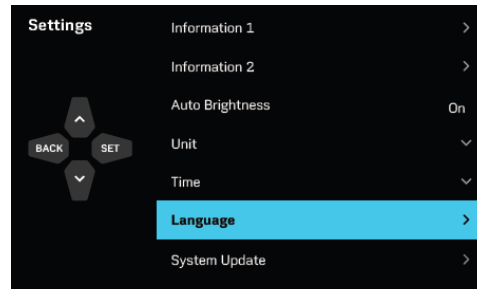 Settings
Information 1
Information 2
Auto Brightness On
BACK SET
Unit
Time
Language
System Update